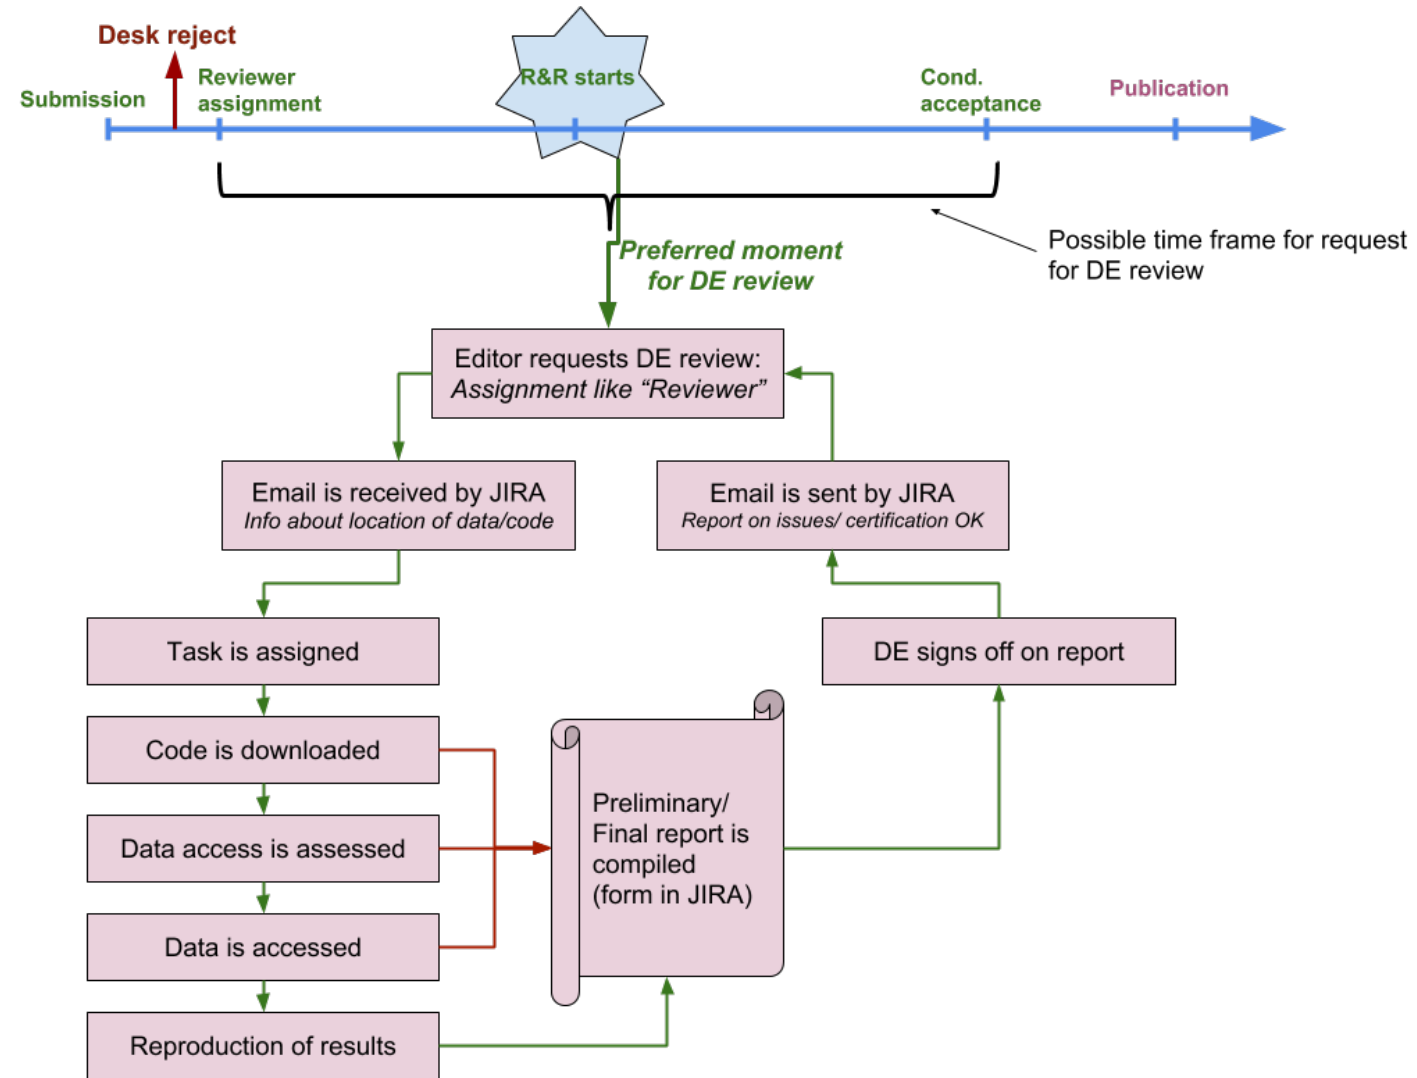 Desk reject
Submission
Reviewer
assignment
R&R starts
Cond.
acceptance
Publication
Possible time frame for request
for DE review
Preferred moment
for DE review
Editor requests DE review:
Assignment like “Reviewer”
Email is received by JIRA
Info about location of data/code
Email is sent by JIRA
Report on issues/ certification OK
Task is assigned
DE signs off on report
Code is downloaded
Data access is assessed
Data is accessed
Reproduction of results
Preliminary/
Final report is
compiled
(form in JIRA)